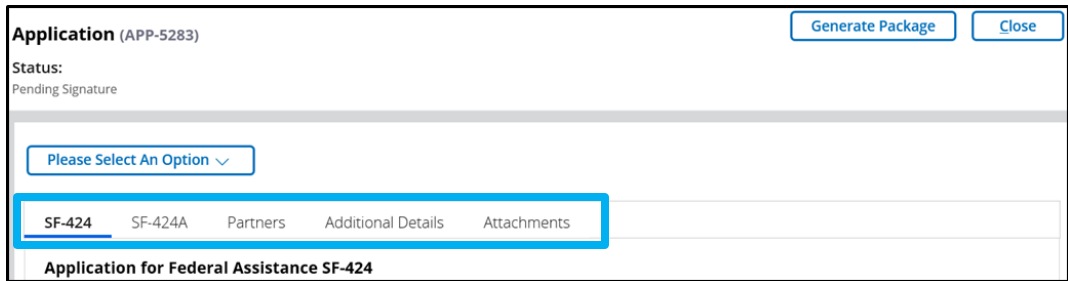 Application (APP-5283)
Generate Package
Close
Status:
Pending Signature
Please Select An Option
SF-424 SF-424A Partners Additional Details Attachments
Application for Federal Assistance SF-424